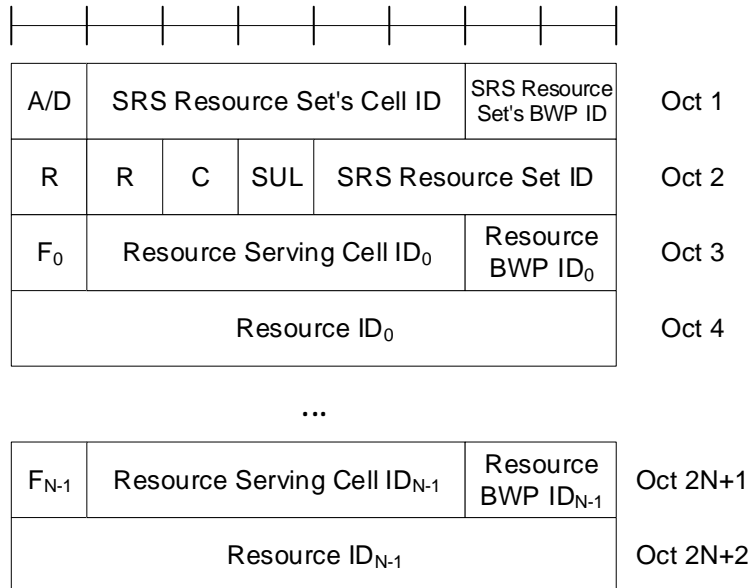 A/D SRS Resource Set's Cell ID SRS Resource Set's BWP ID Oct 1
R R C SUL SRS Resource Set ID Oct 2
F0 Resource Serving Cell ID0 Resource BWP ID0 Oct 3
Resource ID0 Oct 4
...
FN-1 Resource Serving Cell IDN-1 Resource BWP IDN-1 Oct 2N+1
Resource IDN-1 Oct 2N+2